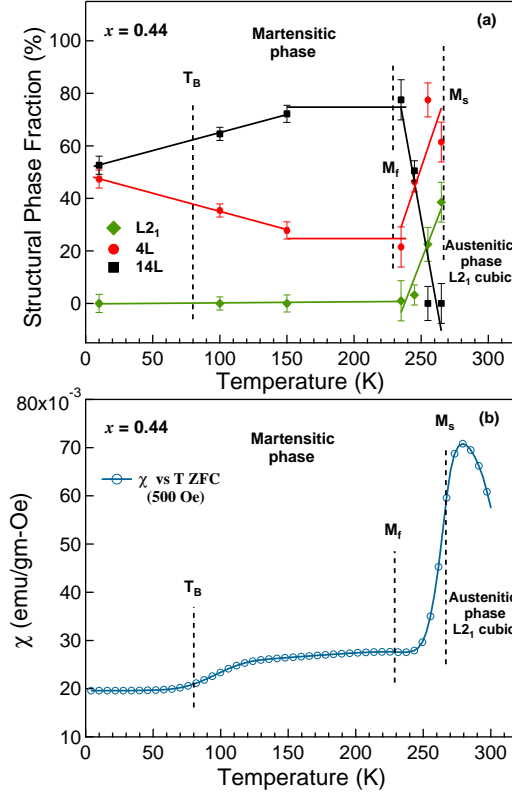 (a)
x = 0.44
Martensitic
phase
T_B
M_s
M_f
L2₁
4L
14L
Austenitic
phase
L2₁ cubic
Structural Phase Fraction (%)
100
80
60
40
20
0
0 50 100 150 200 250 300
Temperature (K)
80x10⁻³
(b)
x = 0.44
Martensitic
phase
M_s
χ vs T ZFC
(500 Oe)
M_f
T_B
Austenitic
phase
L2₁ cubic
χ (emu/gm-Oe)
70
60
50
40
30
20
10
0 50 100 150 200 250 300
Temperature (K)